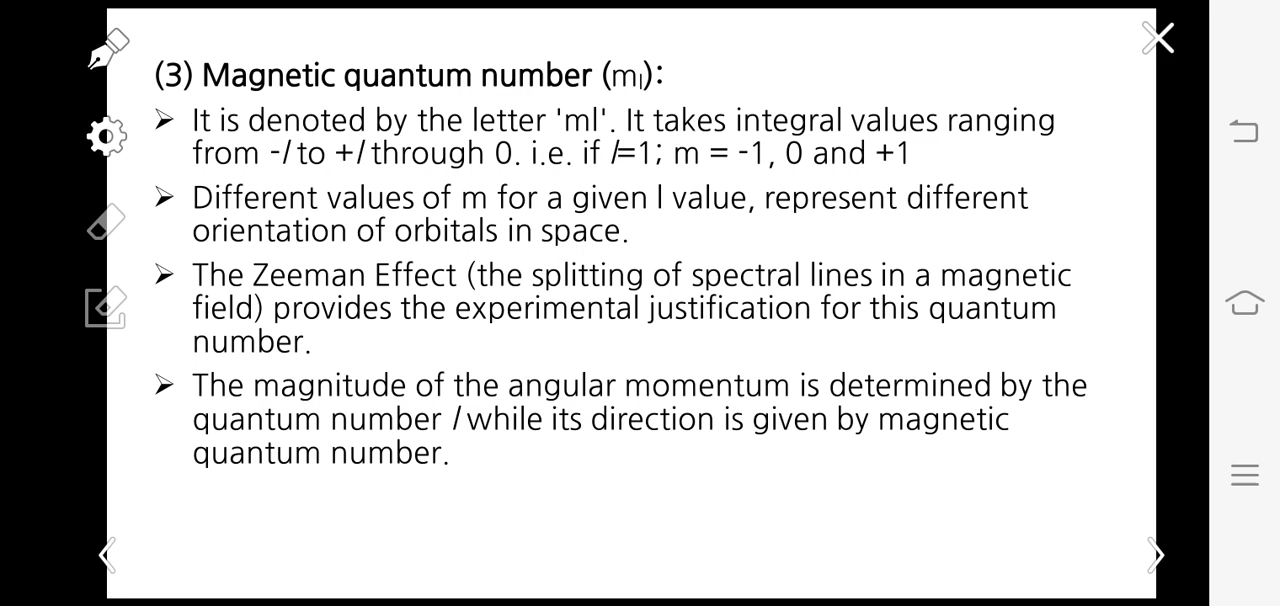 (3) Magnetic quantum number (mₗ):
➢ It is denoted by the letter 'ml'. It takes integral values ranging
from -l to +l through 0. i.e. if l=1; m = -1, 0 and +1
➢ Different values of m for a given l value, represent different
orientation of orbitals in space.
➢ The Zeeman Effect (the splitting of spectral lines in a magnetic
field) provides the experimental justification for this quantum
number.
➢ The magnitude of the angular momentum is determined by the
quantum number l while its direction is given by magnetic
quantum number.